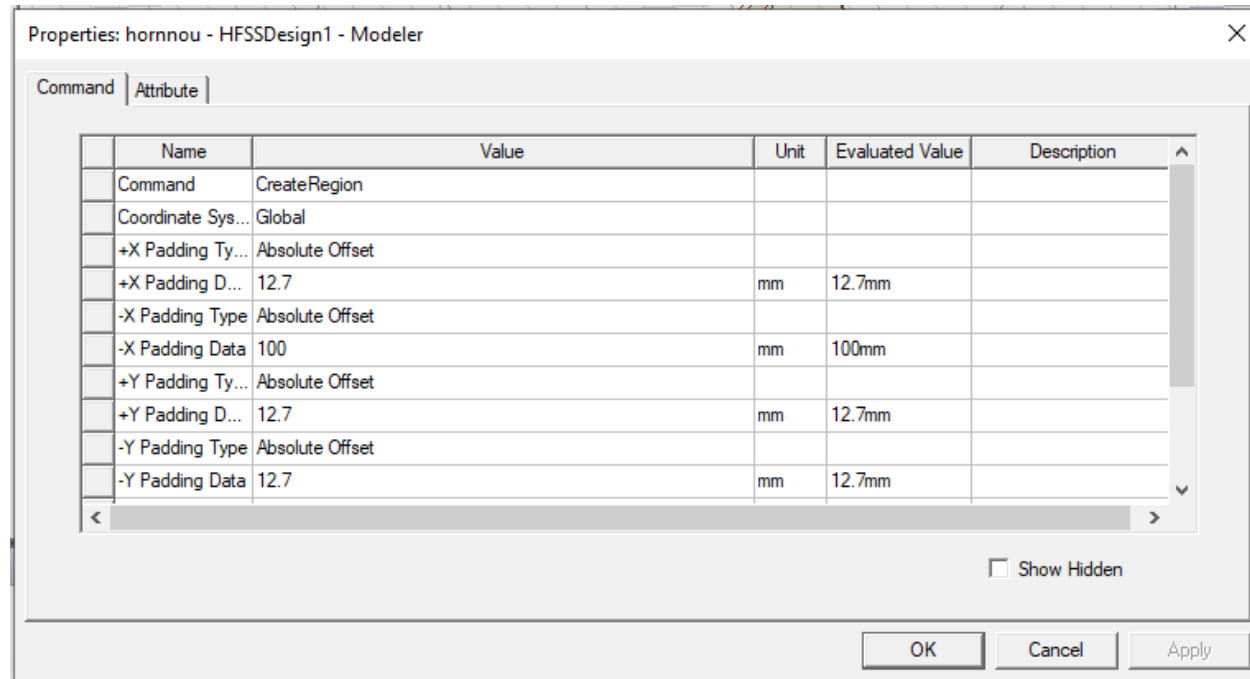 Properties: hornnou - HFSSDesign1 - Modeler
Command Attribute
Name Value Unit Evaluated Value Description
Command CreateRegion
Coordinate Sys... Global
+X Padding Ty... Absolute Offset
+X Padding D... 12.7 mm 12.7mm
-X Padding Type Absolute Offset
-X Padding Data 100 mm 100mm
+Y Padding Ty... Absolute Offset
+Y Padding D... 12.7 mm 12.7mm
-Y Padding Type Absolute Offset
-Y Padding Data 12.7 mm 12.7mm
Show Hidden
OK Cancel Apply